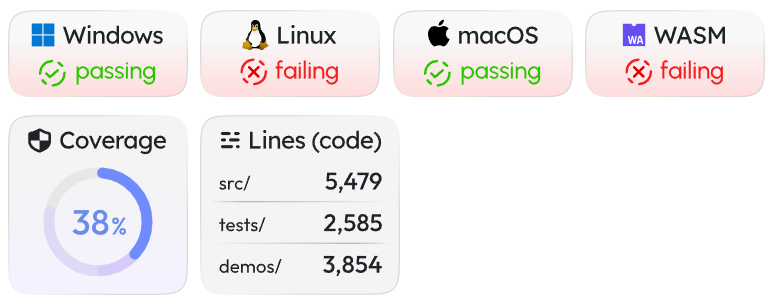 Windows
passing
Linux
failing
macOS
passing
WA WASM
failing
Coverage
38%
Lines (code)
src/ 5,479
tests/ 2,585
demos/ 3,854